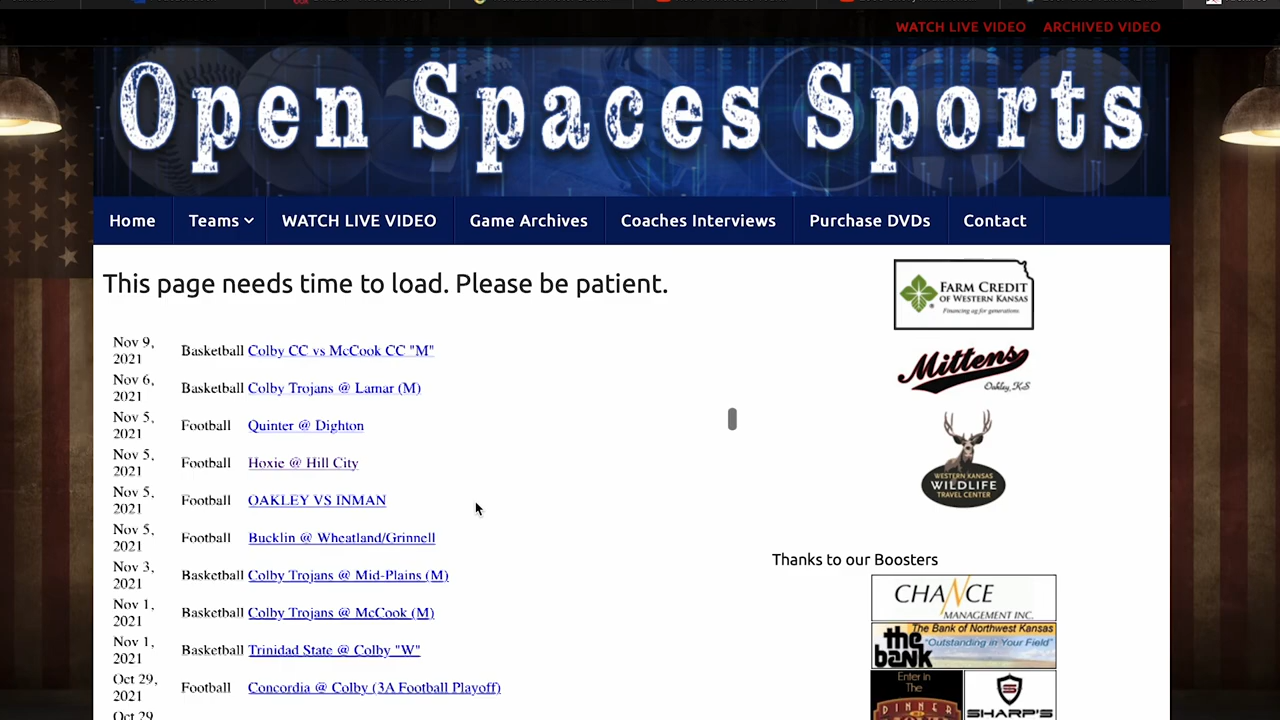 WATCH LIVE VIDEO ARCHIVED VIDEO
Open Spaces Sports
Home Teams WATCH LIVE VIDEO Game Archives Coaches Interviews Purchase DVDs Contact
This page needs time to load. Please be patient.
Nov 9, 2021 Basketball Colby CC vs McCook CC "M"
Nov 6, 2021 Basketball Colby Trojans @ Lamar (M)
Nov 5, 2021 Football Quinter @ Dighton
Nov 5, 2021 Football Hoxie @ Hill City
Nov 5, 2021 Football OAKLEY VS INMAN
Nov 5, 2021 Football Bucklin @ Wheatland/Grinnell
Nov 3, 2021 Basketball Colby Trojans @ Mid-Plains (M)
Nov 1, 2021 Basketball Colby Trojans @ McCook (M)
Nov 1, 2021 Basketball Trinidad State @ Colby "W"
Oct 29, 2021 Football Concordia @ Colby (3A Football Playoff)
Oct 29,
FARM CREDIT
OF WESTERN KANSAS
Financing ag for generations
Mittens
Oakley, KS
WESTERN KANSAS
WILDLIFE
TRAVEL CENTER
Thanks to our Boosters
CHANCE
MANAGEMENT INC.
The Bank of Northwest Kansas
the bank
"Outstanding in Your Field"
Enter in
The
DINNER
SHARP'S